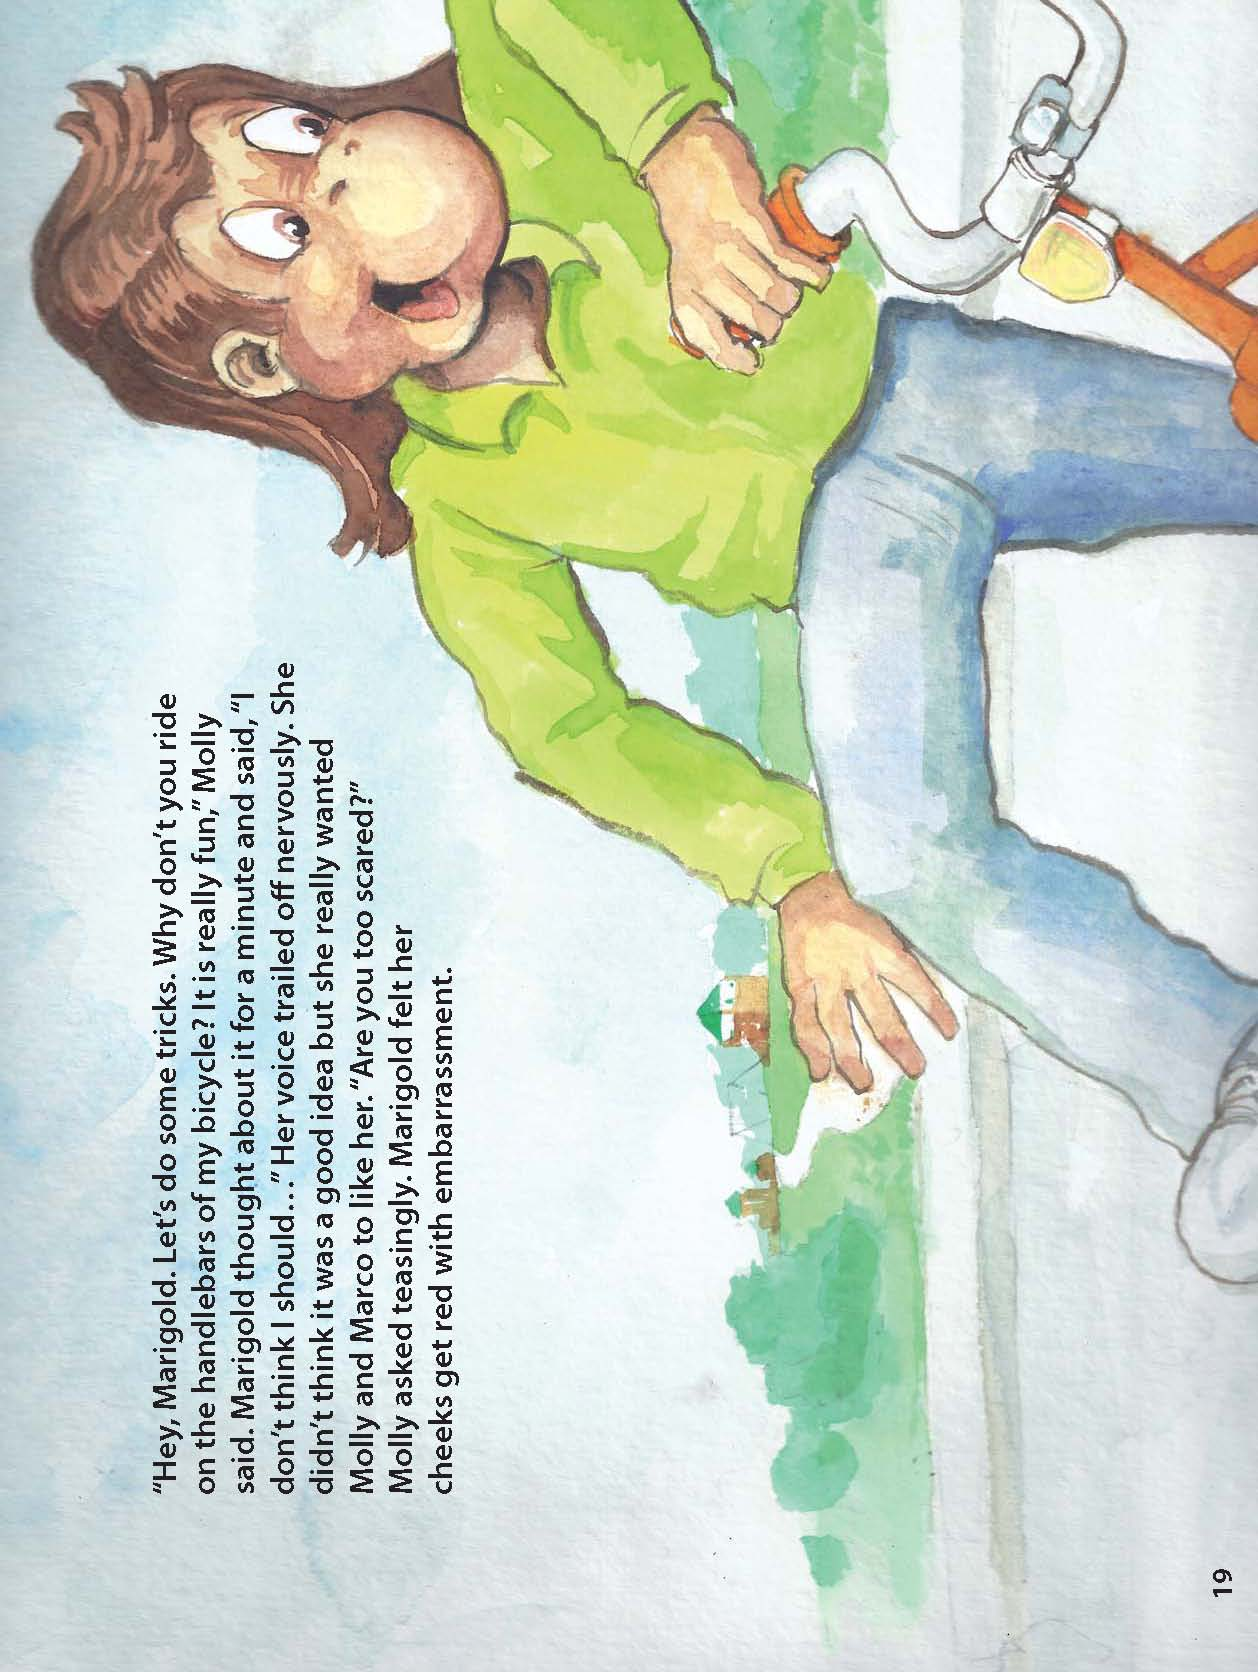 “Hey, Marigold. Let’s do some tricks. Why don’t you ride
on the handlebars of my bicycle? It is really fun,” Molly
said. Marigold thought about it for a minute and said, “I
don’t think I should…” Her voice trailed off nervously. She
didn’t think it was a good idea but she really wanted
Molly and Marco to like her. “Are you too scared?”
Molly asked teasingly. Marigold felt her
cheeks get red with embarrassment.
19